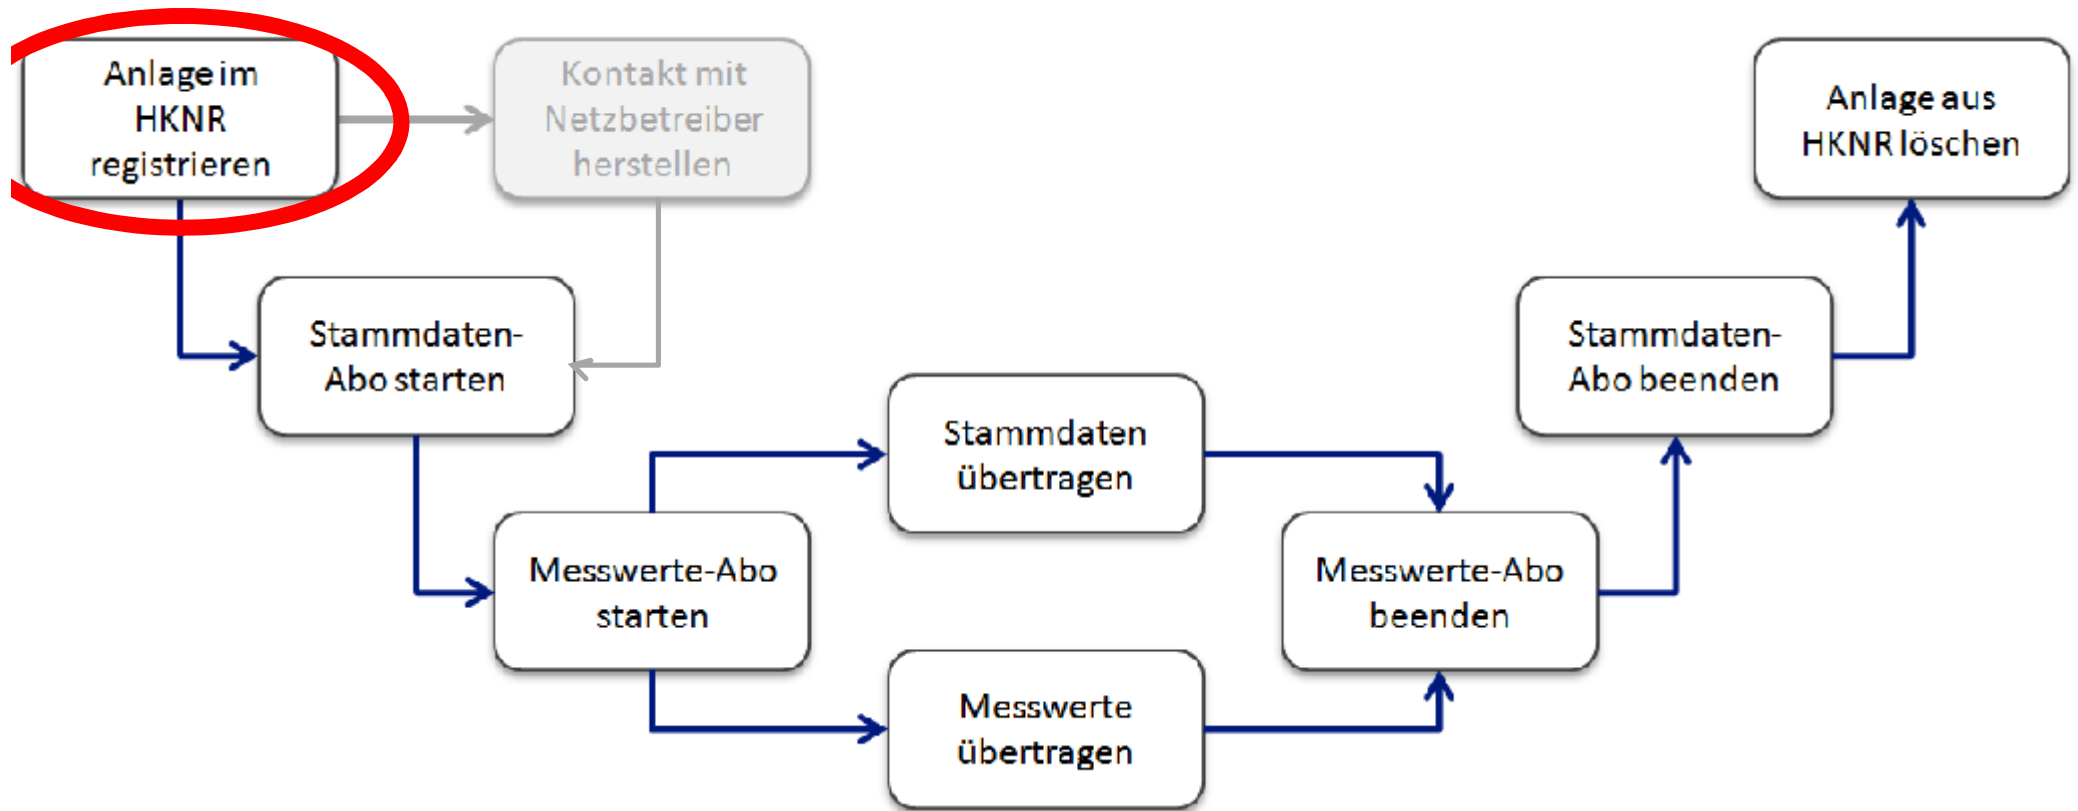 Anlage im
HKNR
registrieren
Kontakt mit
Netzbetreiber
herstellen
Anlage aus
HKNR löschen
Stammdaten-
Abo starten
Stammdaten-
Abo beenden
Stammdaten
übertragen
Messwerte-Abo
starten
Messwerte-Abo
beenden
Messwerte
übertragen